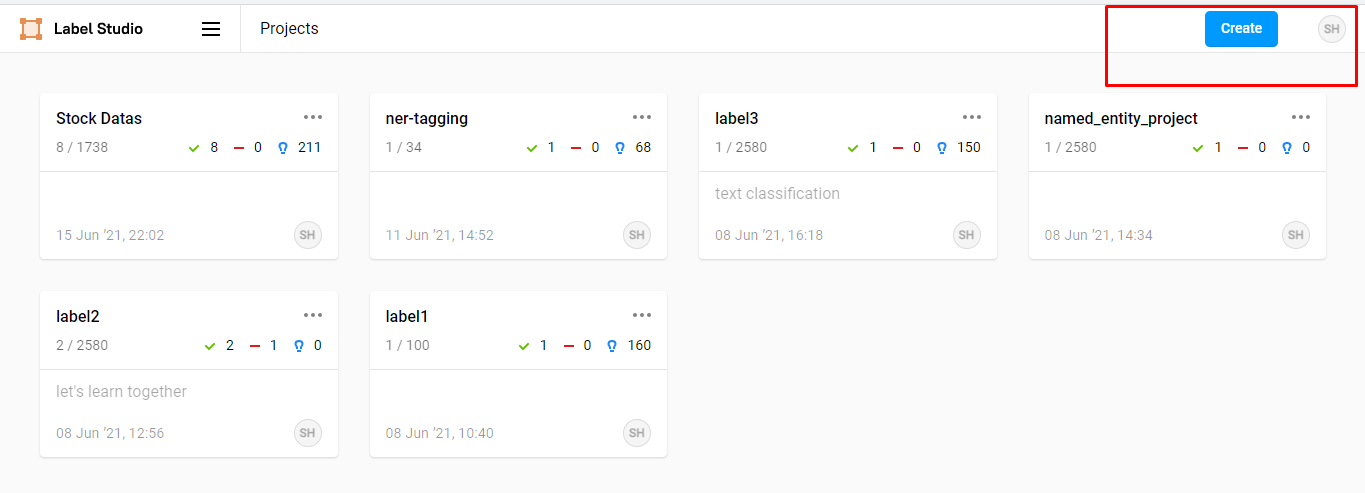 Label Studio Projects Create SH
Stock Datas
8 / 1738 8 0 211
15 Jun '21, 22:02 SH
ner-tagging
1 / 34 1 0 68
11 Jun '21, 14:52 SH
label3
1 / 2580 1 0 150
text classification
08 Jun '21, 16:18 SH
named_entity_project
1 / 2580 1 0 0
08 Jun '21, 14:34 SH
label2
2 / 2580 2 1 0
let's learn together
08 Jun '21, 12:56 SH
label1
1 / 100 1 0 160
08 Jun '21, 10:40 SH